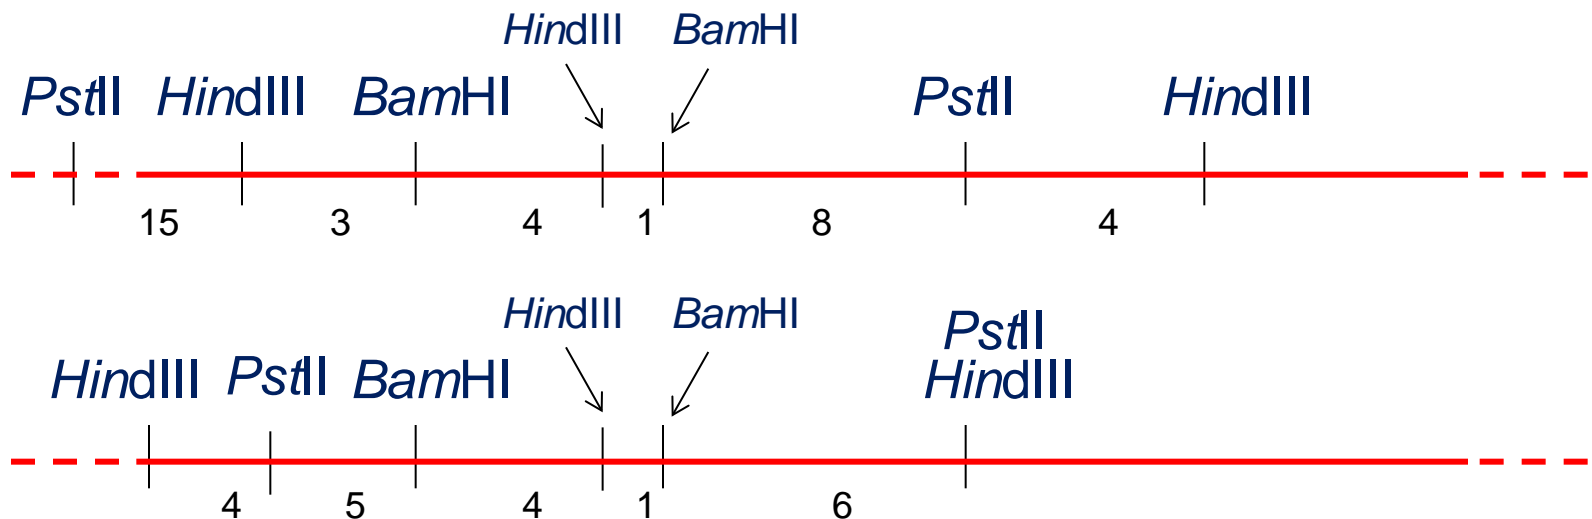 HindIII BamHI
PstII HindIII BamHI PstII HindIII
15 3 4 1 8 4
HindIII BamHI
PstII
HindIII PstII BamHI HindIII
4 5 4 1 6